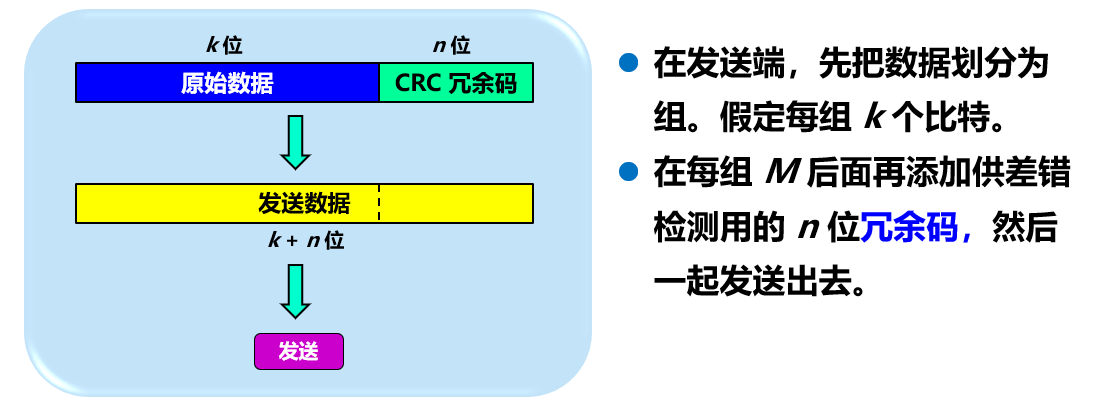 k 位
n 位
原始数据
CRC 冗余码
发送数据
k + n 位
发送
● 在发送端，先把数据划分为
组。假定每组 k 个比特。
● 在每组 M 后面再添加供差错
检测用的 n 位冗余码，然后
一起发送出去。